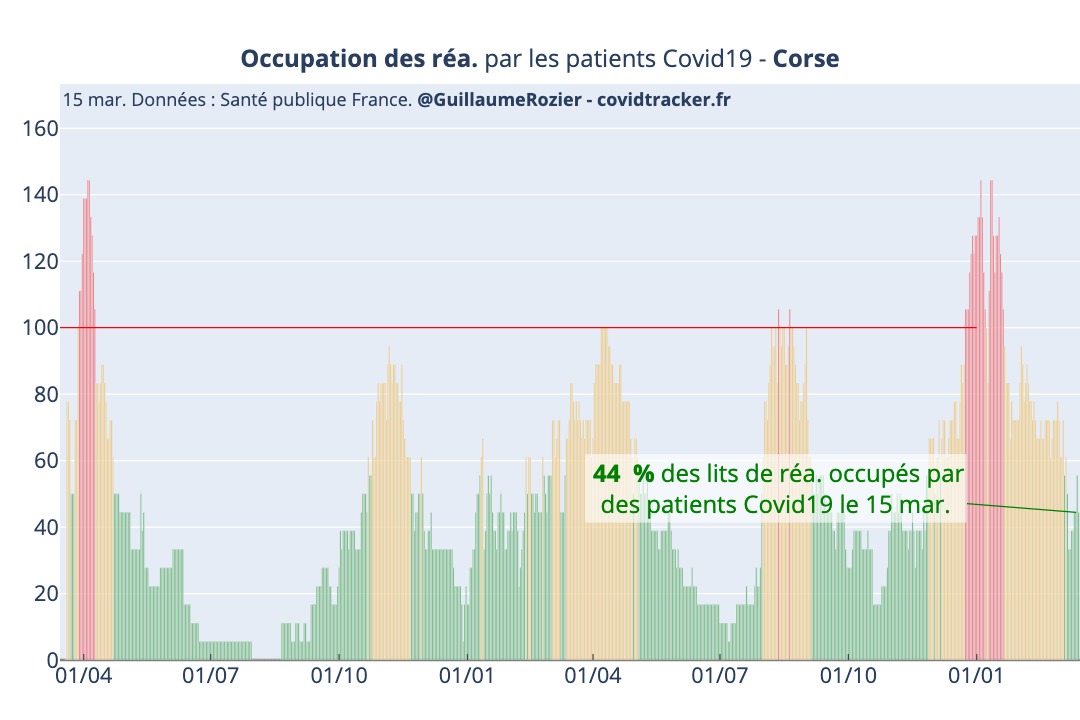 Occupation des réa. par les patients Covid19 - Corse
15 mar. Données : Santé publique France. @GuillaumeRozier - covidtracker.fr
160
140
120
100
80
60
44 % des lits de réa. occupés par
des patients Covid19 le 15 mar.
40
20
0
01/04 01/07 01/10 01/01 01/04 01/07 01/10 01/01